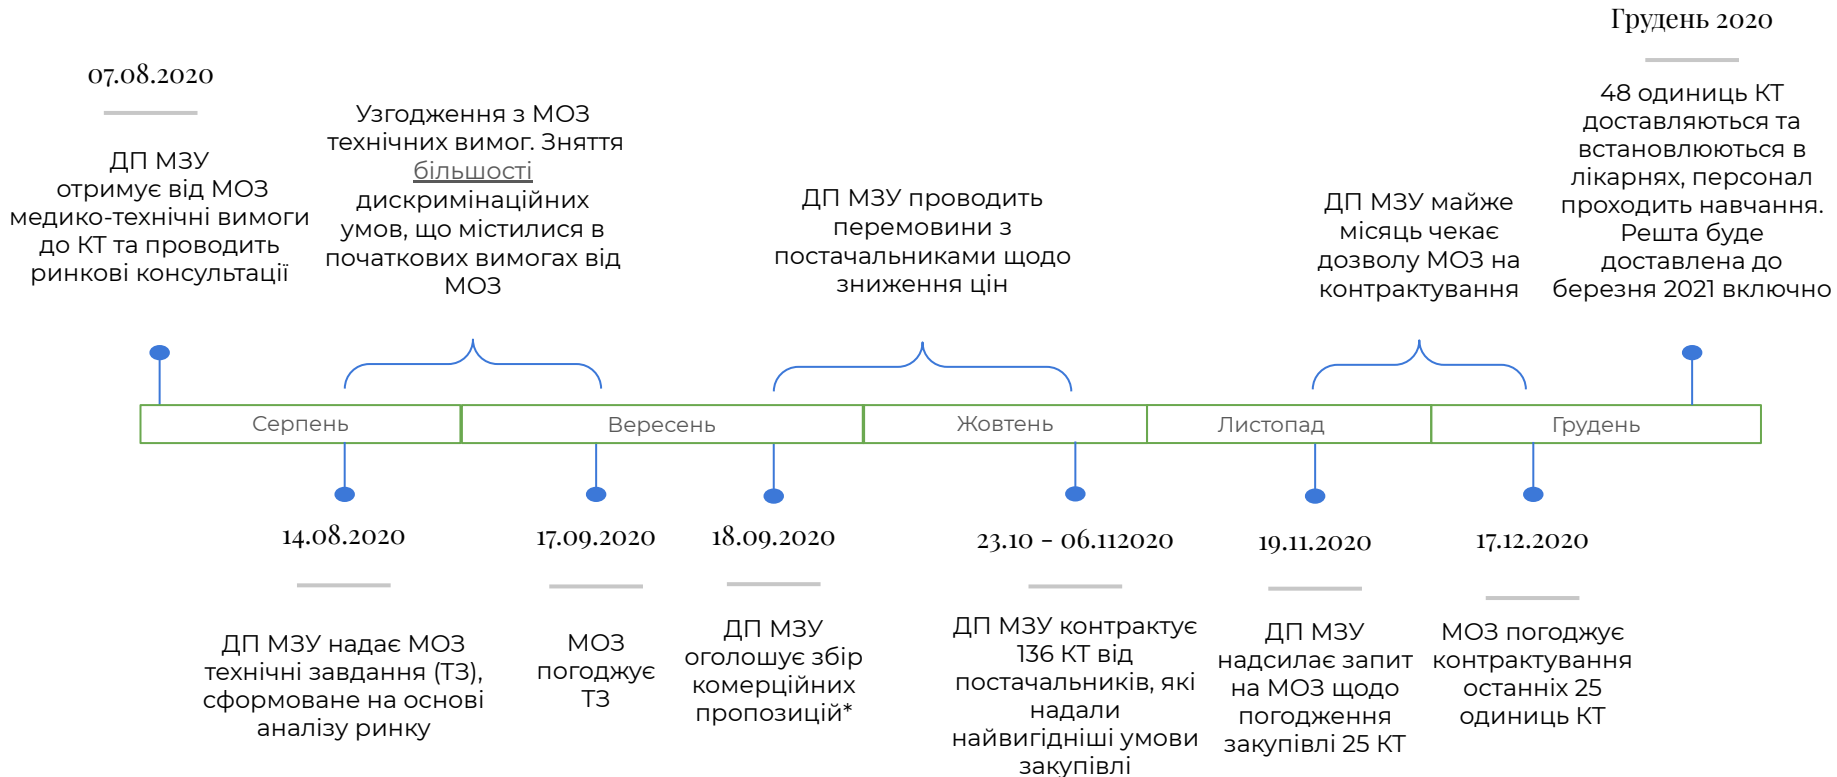 07.08.2020
ДП МЗУ
отримує від МОЗ
медико-технічні вимоги
до КТ та проводить
ринкові консультації
Узгодження з МОЗ
технічних вимог. Зняття
більшості
дискримінаційних
умов, що містилися в
початкових вимогах від
МОЗ
ДП МЗУ проводить
перемовини з
постачальниками щодо
зниження цін
ДП МЗУ майже
місяць чекає
дозволу МОЗ на
контрактування
Грудень 2020
48 одиниць КТ
доставляються та
встановлюються в
лікарнях, персонал
проходить навчання.
Решта буде
доставлена до
березня 2021 включно
Серпень
Вересень
Жовтень
Листопад
Грудень
14.08.2020
ДП МЗУ надає МОЗ
технічні завдання (ТЗ),
сформоване на основі
аналізу ринку
17.09.2020
МОЗ
погоджує
ТЗ
18.09.2020
ДП МЗУ
оголошує збір
комерційних
пропозицій*
23.10 - 06.112020
ДП МЗУ контрактує
136 КТ від
постачальників, які
надали
найвигідніші умови
закупівлі
19.11.2020
ДП МЗУ
надсилає запит
на МОЗ щодо
погодження
закупівлі 25 КТ
17.12.2020
МОЗ погоджує
контрактування
останніх 25
одиниць КТ